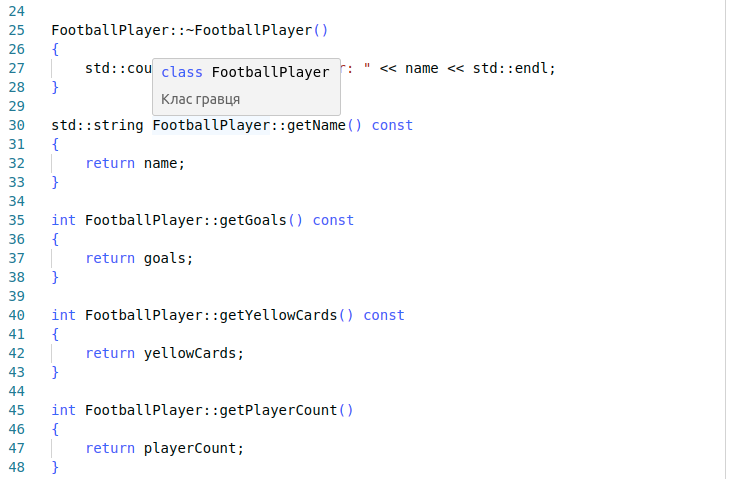 24
25 FootballPlayer::~FootballPlayer()
26 {
27 std::cou r: " << name << std::endl;
class FootballPlayer
Клас гравця
28 }
29
30 std::string FootballPlayer::getName() const
31 {
32 return name;
33 }
34
35 int FootballPlayer::getGoals() const
36 {
37 return goals;
38 }
39
40 int FootballPlayer::getYellowCards() const
41 {
42 return yellowCards;
43 }
44
45 int FootballPlayer::getPlayerCount()
46 {
47 return playerCount;
48 }